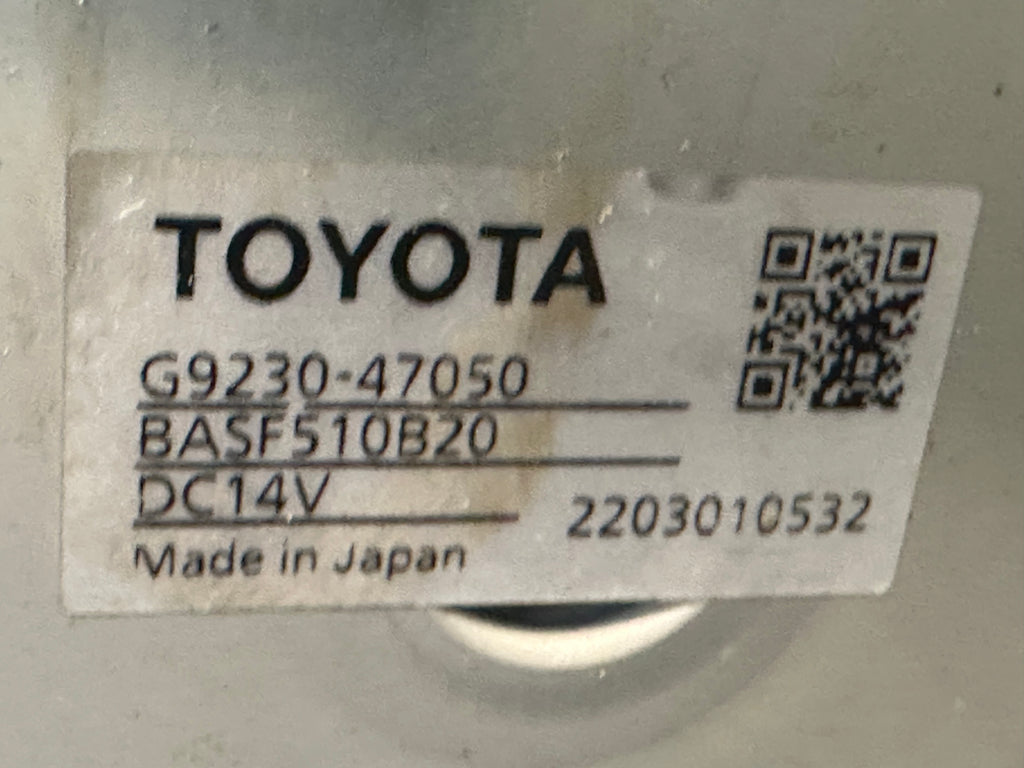 TOYOTA
G9230-47050
BASF510B20
DC14V
2203010532
Made in Japan